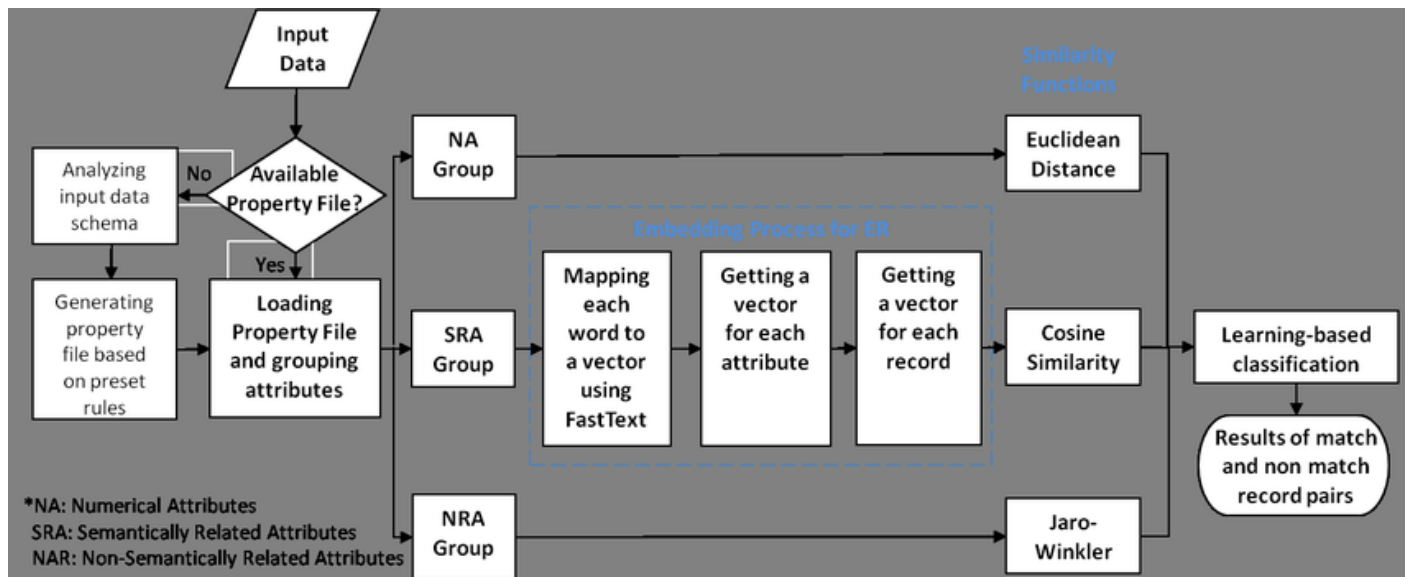 Input
Data
Similarity
Functions
NA
Group
Euclidean
Distance
Analyzing
input data
schema
No
Available
Property File?
Embedding Process for ER
Yes
Generating
property
file based
on preset
rules
Loading
Property File
and grouping
attributes
SRA
Group
Mapping
each
word to
a vector
using
FastText
Getting a
vector
for each
attribute
Getting
a vector
for each
record
Cosine
Similarity
Learning-based
classification
Results of match
and non match
record pairs
*NA: Numerical Attributes
SRA: Semantically Related Attributes
NAR: Non-Semantically Related Attributes
NRA
Group
Jaro-
Winkler